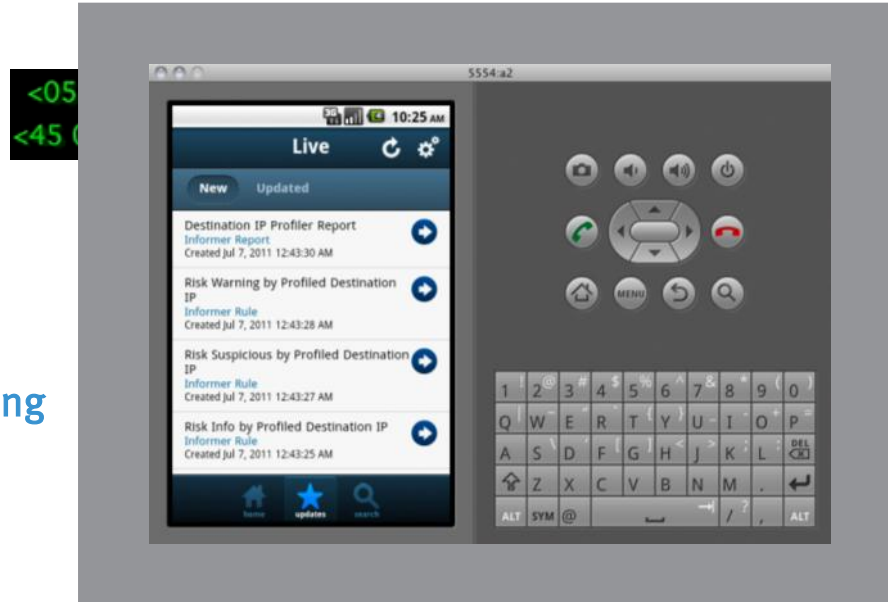 <05
<45
ng
5554:a2
3G
10:25 AM
Live
New Updated
Destination IP Profiler Report
Informer Report
Created Jul 7, 2011 12:43:30 AM
Risk Warning by Profiled Destination
IP
Informer Rule
Created Jul 7, 2011 12:43:28 AM
Risk Suspicious by Profiled Destination
IP
Informer Rule
Created Jul 7, 2011 12:43:27 AM
Risk Info by Profiled Destination IP
Informer Rule
Created Jul 7, 2011 12:43:25 AM
home updates search
MENU
1 ! 2 @ 3 # 4 $ 5 % 6 ^ 7 & 8 * 9 ( 0 )
Q | W ~ E " R ` T { Y } U _ I - O + P =
A S \ D ' F [ G ] H < J > K ; L : DEL
Z X C V B N M .
ALT SYM @ / ? , ALT